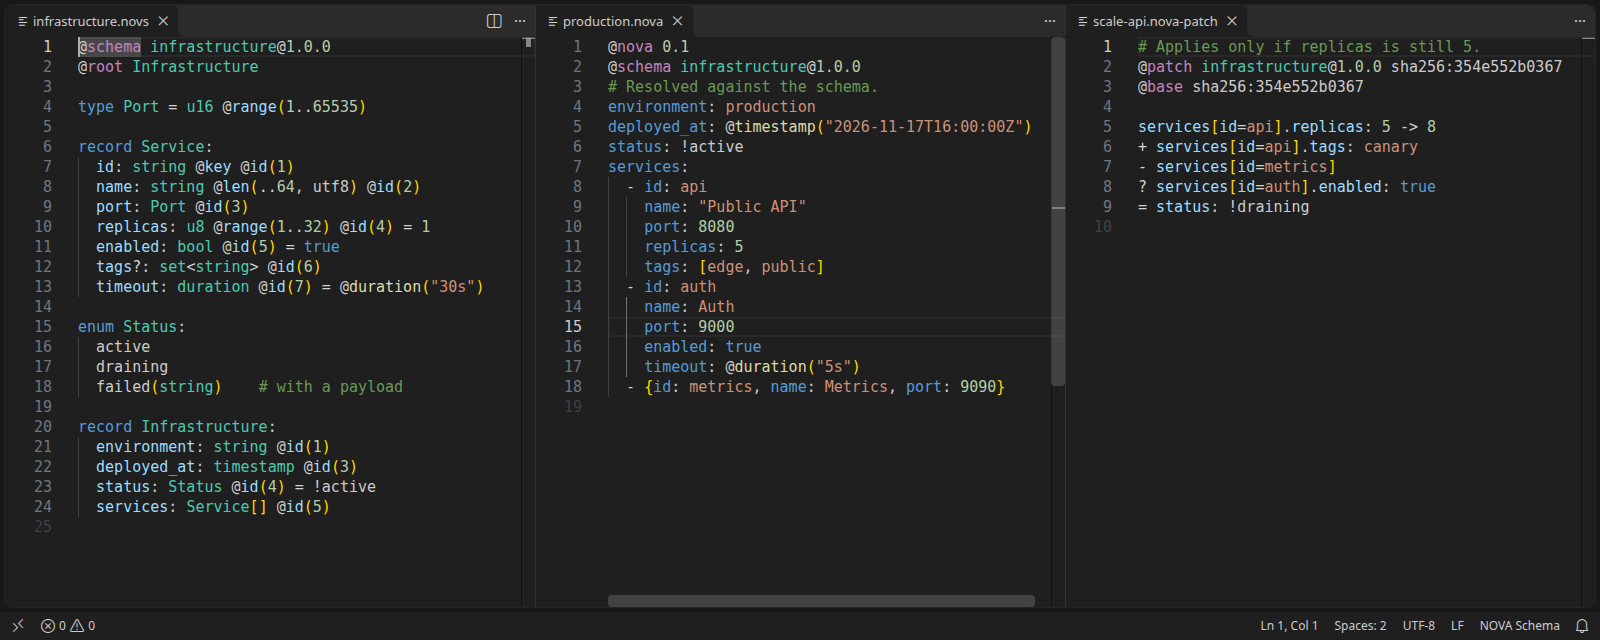 infrastructure.novs
1 @schema infrastructure@1.0.0
2 @root Infrastructure
3
4 type Port = u16 @range(1..65535)
5
6 record Service:
7 id: string @key @id(1)
8 name: string @len(..64, utf8) @id(2)
9 port: Port @id(3)
10 replicas: u8 @range(1..32) @id(4) = 1
11 enabled: bool @id(5) = true
12 tags?: set<string> @id(6)
13 timeout: duration @id(7) = @duration("30s")
14
15 enum Status:
16 active
17 draining
18 failed(string) # with a payload
19
20 record Infrastructure:
21 environment: string @id(1)
22 deployed_at: timestamp @id(3)
23 status: Status @id(4) = !active
24 services: Service[] @id(5)
25
production.nova
1 @nova 0.1
2 @schema infrastructure@1.0.0
3 # Resolved against the schema.
4 environment: production
5 deployed_at: @timestamp("2026-11-17T16:00:00Z")
6 status: !active
7 services:
8 - id: api
9 name: "Public API"
10 port: 8080
11 replicas: 5
12 tags: [edge, public]
13 - id: auth
14 name: Auth
15 port: 9000
16 enabled: true
17 timeout: @duration("5s")
18 - {id: metrics, name: Metrics, port: 9090}
19
scale-api.nova-patch
1 # Applies only if replicas is still 5.
2 @patch infrastructure@1.0.0 sha256:354e552b0367
3 @base sha256:354e552b0367
4
5 services[id=api].replicas: 5 -> 8
6 + services[id=api].tags: canary
7 - services[id=metrics]
8 ? services[id=auth].enabled: true
9 = status: !draining
10
0 0
Ln 1, Col 1 Spaces: 2 UTF-8 LF NOVA Schema